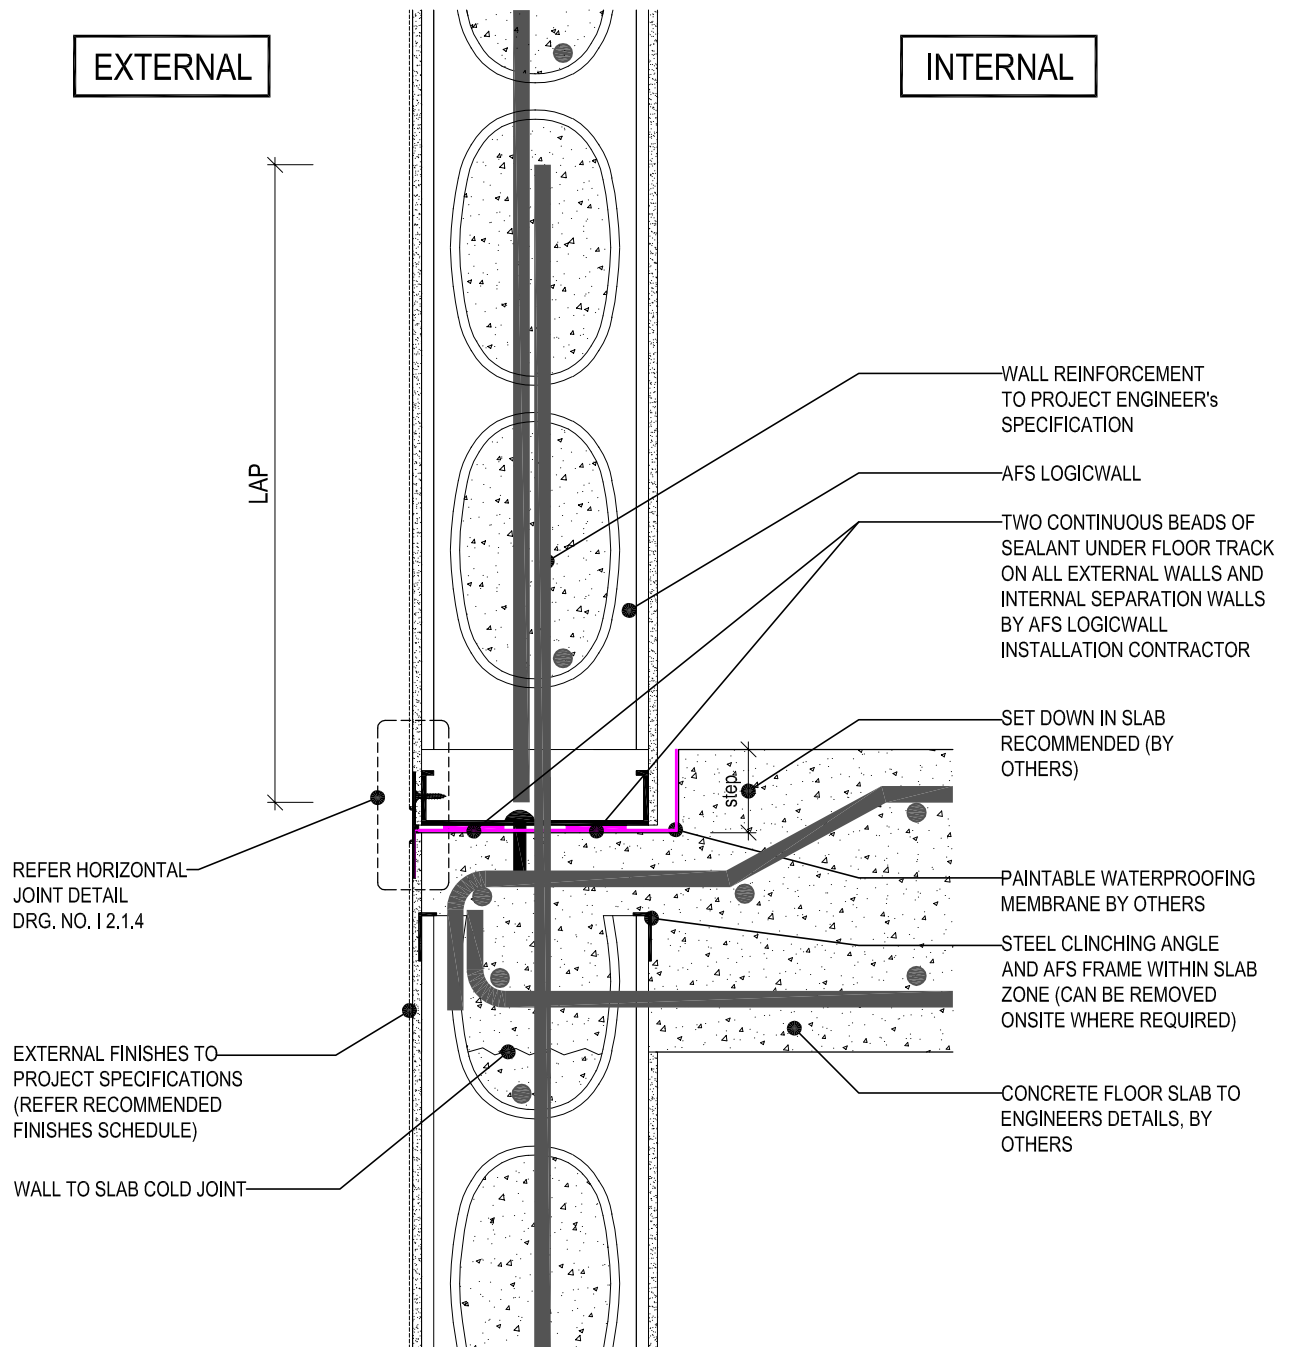 EXTERNAL
INTERNAL
LAP
WALL REINFORCEMENT
TO PROJECT ENGINEER's
SPECIFICATION
AFS LOGICWALL
TWO CONTINUOUS BEADS OF
SEALANT UNDER FLOOR TRACK
ON ALL EXTERNAL WALLS AND
INTERNAL SEPARATION WALLS
BY AFS LOGICWALL
INSTALLATION CONTRACTOR
SET DOWN IN SLAB
RECOMMENDED (BY
OTHERS)
step
REFER HORIZONTAL
JOINT DETAIL
DRG. NO. I 2.1.4
PAINTABLE WATERPROOFING
MEMBRANE BY OTHERS
STEEL CLINCHING ANGLE
AND AFS FRAME WITHIN SLAB
ZONE (CAN BE REMOVED
ONSITE WHERE REQUIRED)
EXTERNAL FINISHES TO
PROJECT SPECIFICATIONS
(REFER RECOMMENDED
FINISHES SCHEDULE)
CONCRETE FLOOR SLAB TO
ENGINEERS DETAILS, BY
OTHERS
WALL TO SLAB COLD JOINT